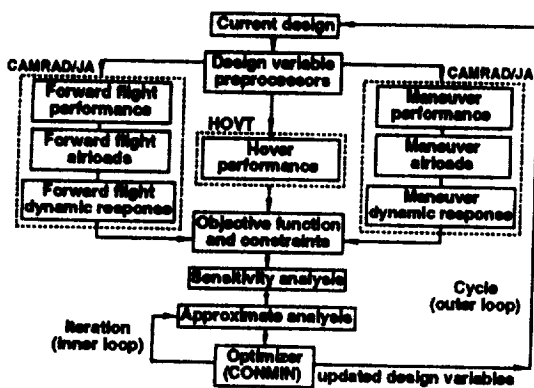 Current design
CAMRAD/JA
Design variable
preprocessors
CAMRAD/JA
Forward flight
performance
Forward flight
airloads
Forward flight
dynamic response
HOVT
Hover
performance
Maneuver
performance
Maneuver
airloads
Maneuver
dynamic response
Objective function
and constraints
Sensitivity analysis
Approximate analysis
Iteration
(inner loop)
Cycle
(outer loop)
Optimizer
(CONMIN)
updated design variables